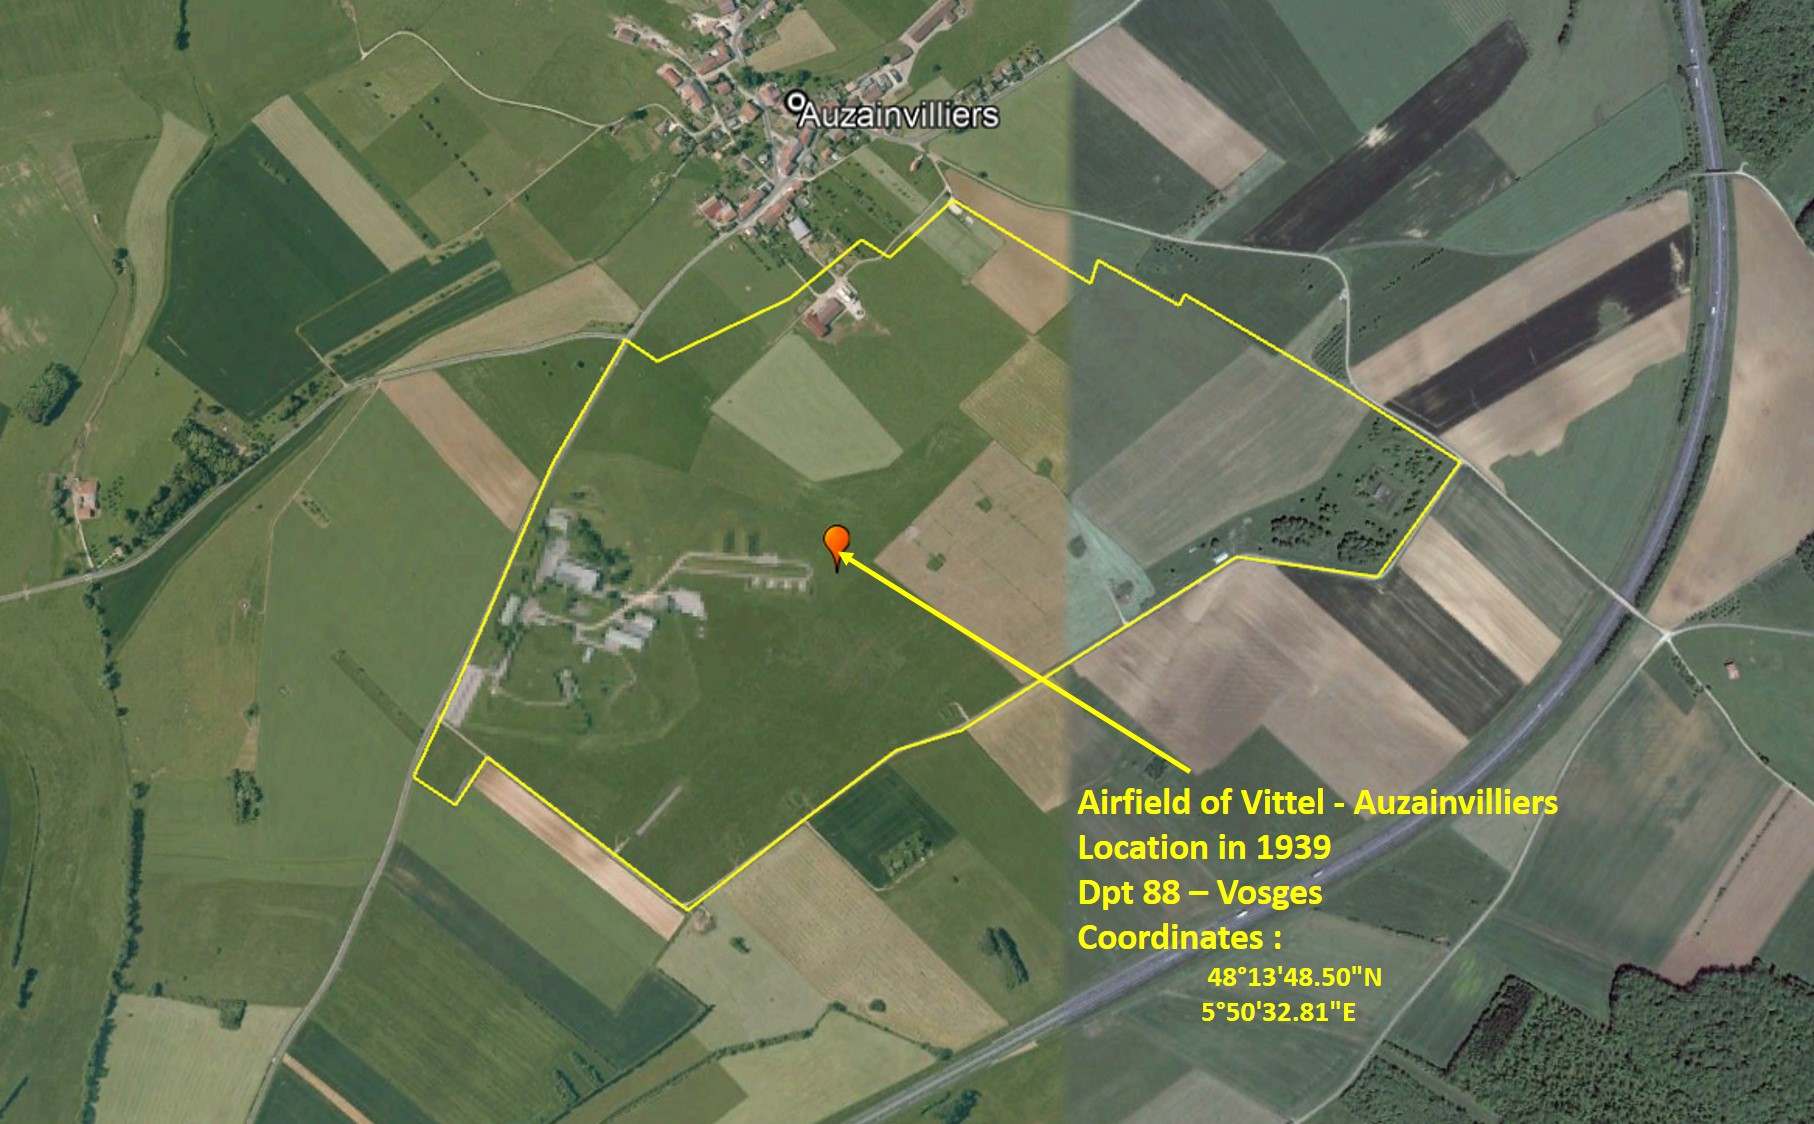 Auzainvilliers
Airfield of Vittel - Auzainvilliers
Location in 1939
Dpt 88 – Vosges
Coordinates :
48°13'48.50"N
5°50'32.81"E